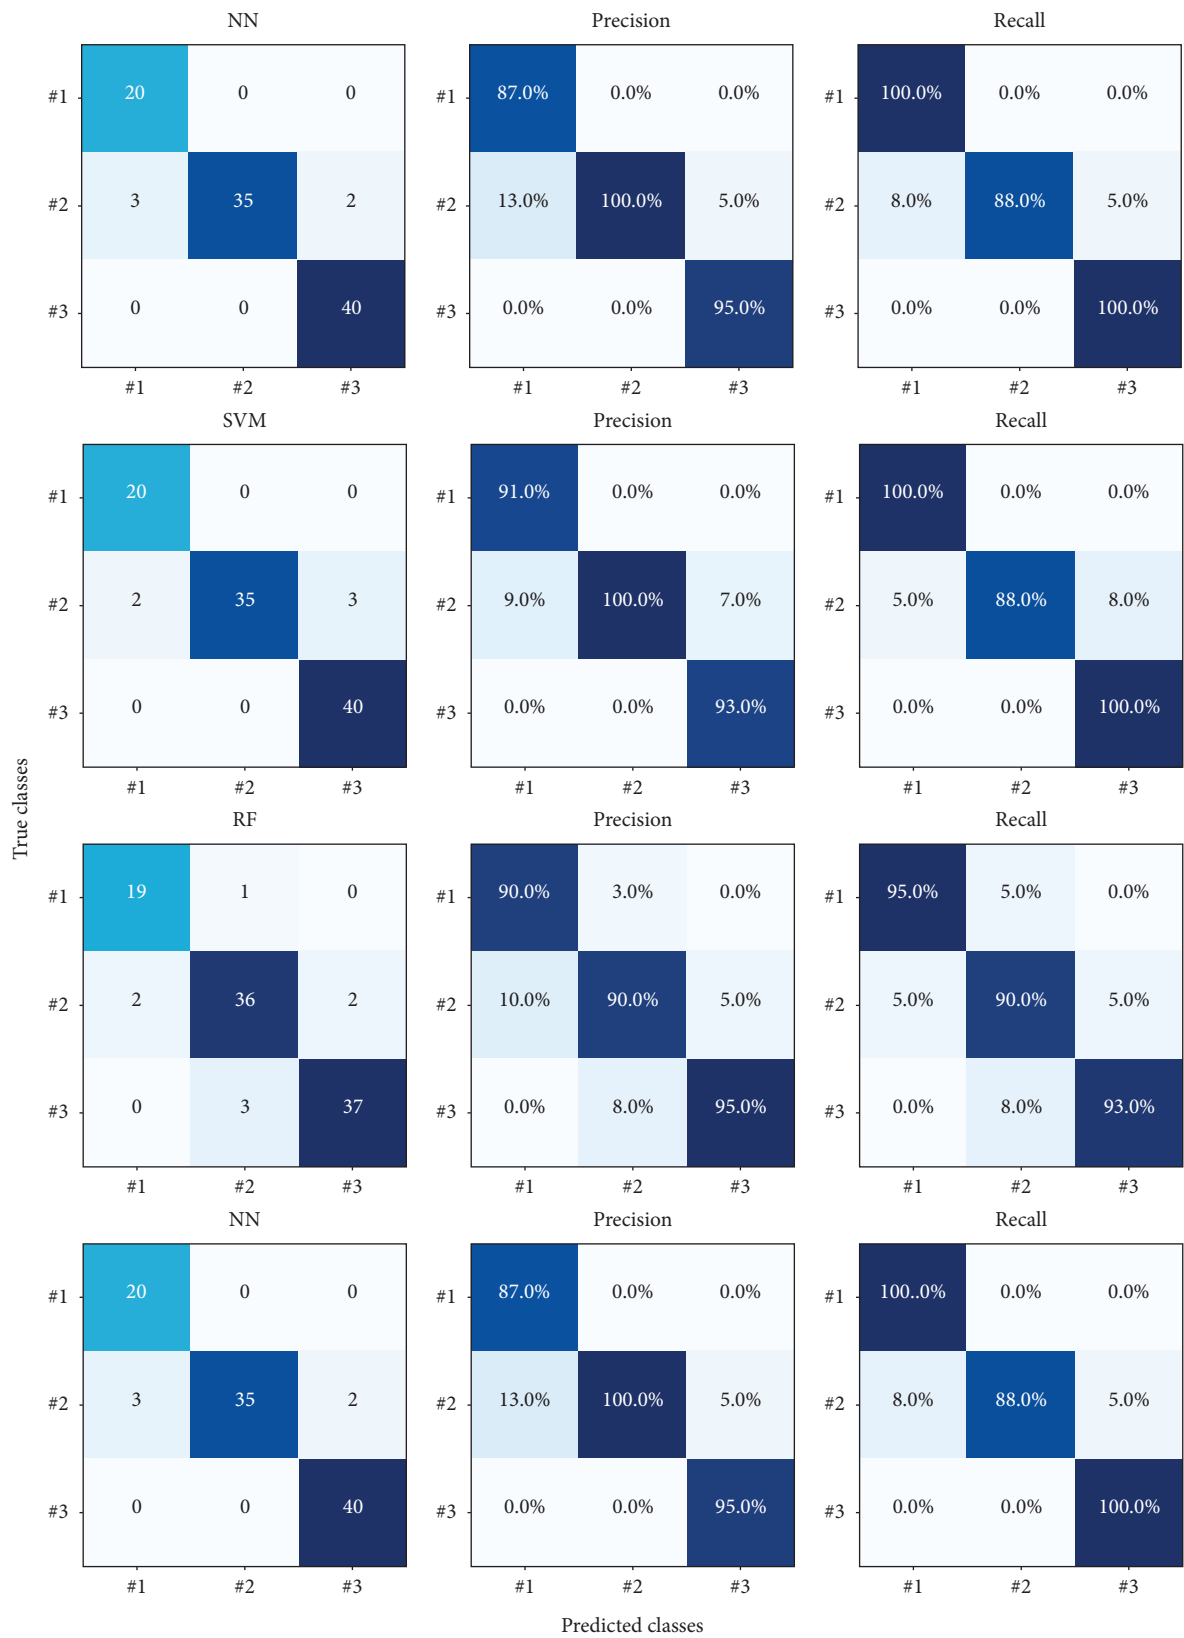 NN Precision Recall
#1 20 0 0 #1 87.0% 0.0% 0.0% #1 100.0% 0.0% 0.0%
#2 3 35 2 #2 13.0% 100.0% 5.0% #2 8.0% 88.0% 5.0%
#3 0 0 40 #3 0.0% 0.0% 95.0% #3 0.0% 0.0% 100.0%
#1 #2 #3 #1 #2 #3 #1 #2 #3
SVM Precision Recall
#1 20 0 0 #1 91.0% 0.0% 0.0% #1 100.0% 0.0% 0.0%
#2 2 35 3 #2 9.0% 100.0% 7.0% #2 5.0% 88.0% 8.0%
#3 0 0 40 #3 0.0% 0.0% 93.0% #3 0.0% 0.0% 100.0%
#1 #2 #3 #1 #2 #3 #1 #2 #3
True classes
RF Precision Recall
#1 19 1 0 #1 90.0% 3.0% 0.0% #1 95.0% 5.0% 0.0%
#2 2 36 2 #2 10.0% 90.0% 5.0% #2 5.0% 90.0% 5.0%
#3 0 3 37 #3 0.0% 8.0% 95.0% #3 0.0% 8.0% 93.0%
#1 #2 #3 #1 #2 #3 #1 #2 #3
NN Precision Recall
#1 20 0 0 #1 87.0% 0.0% 0.0% #1 100..0% 0.0% 0.0%
#2 3 35 2 #2 13.0% 100.0% 5.0% #2 8.0% 88.0% 5.0%
#3 0 0 40 #3 0.0% 0.0% 95.0% #3 0.0% 0.0% 100.0%
#1 #2 #3 #1 #2 #3 #1 #2 #3
Predicted classes